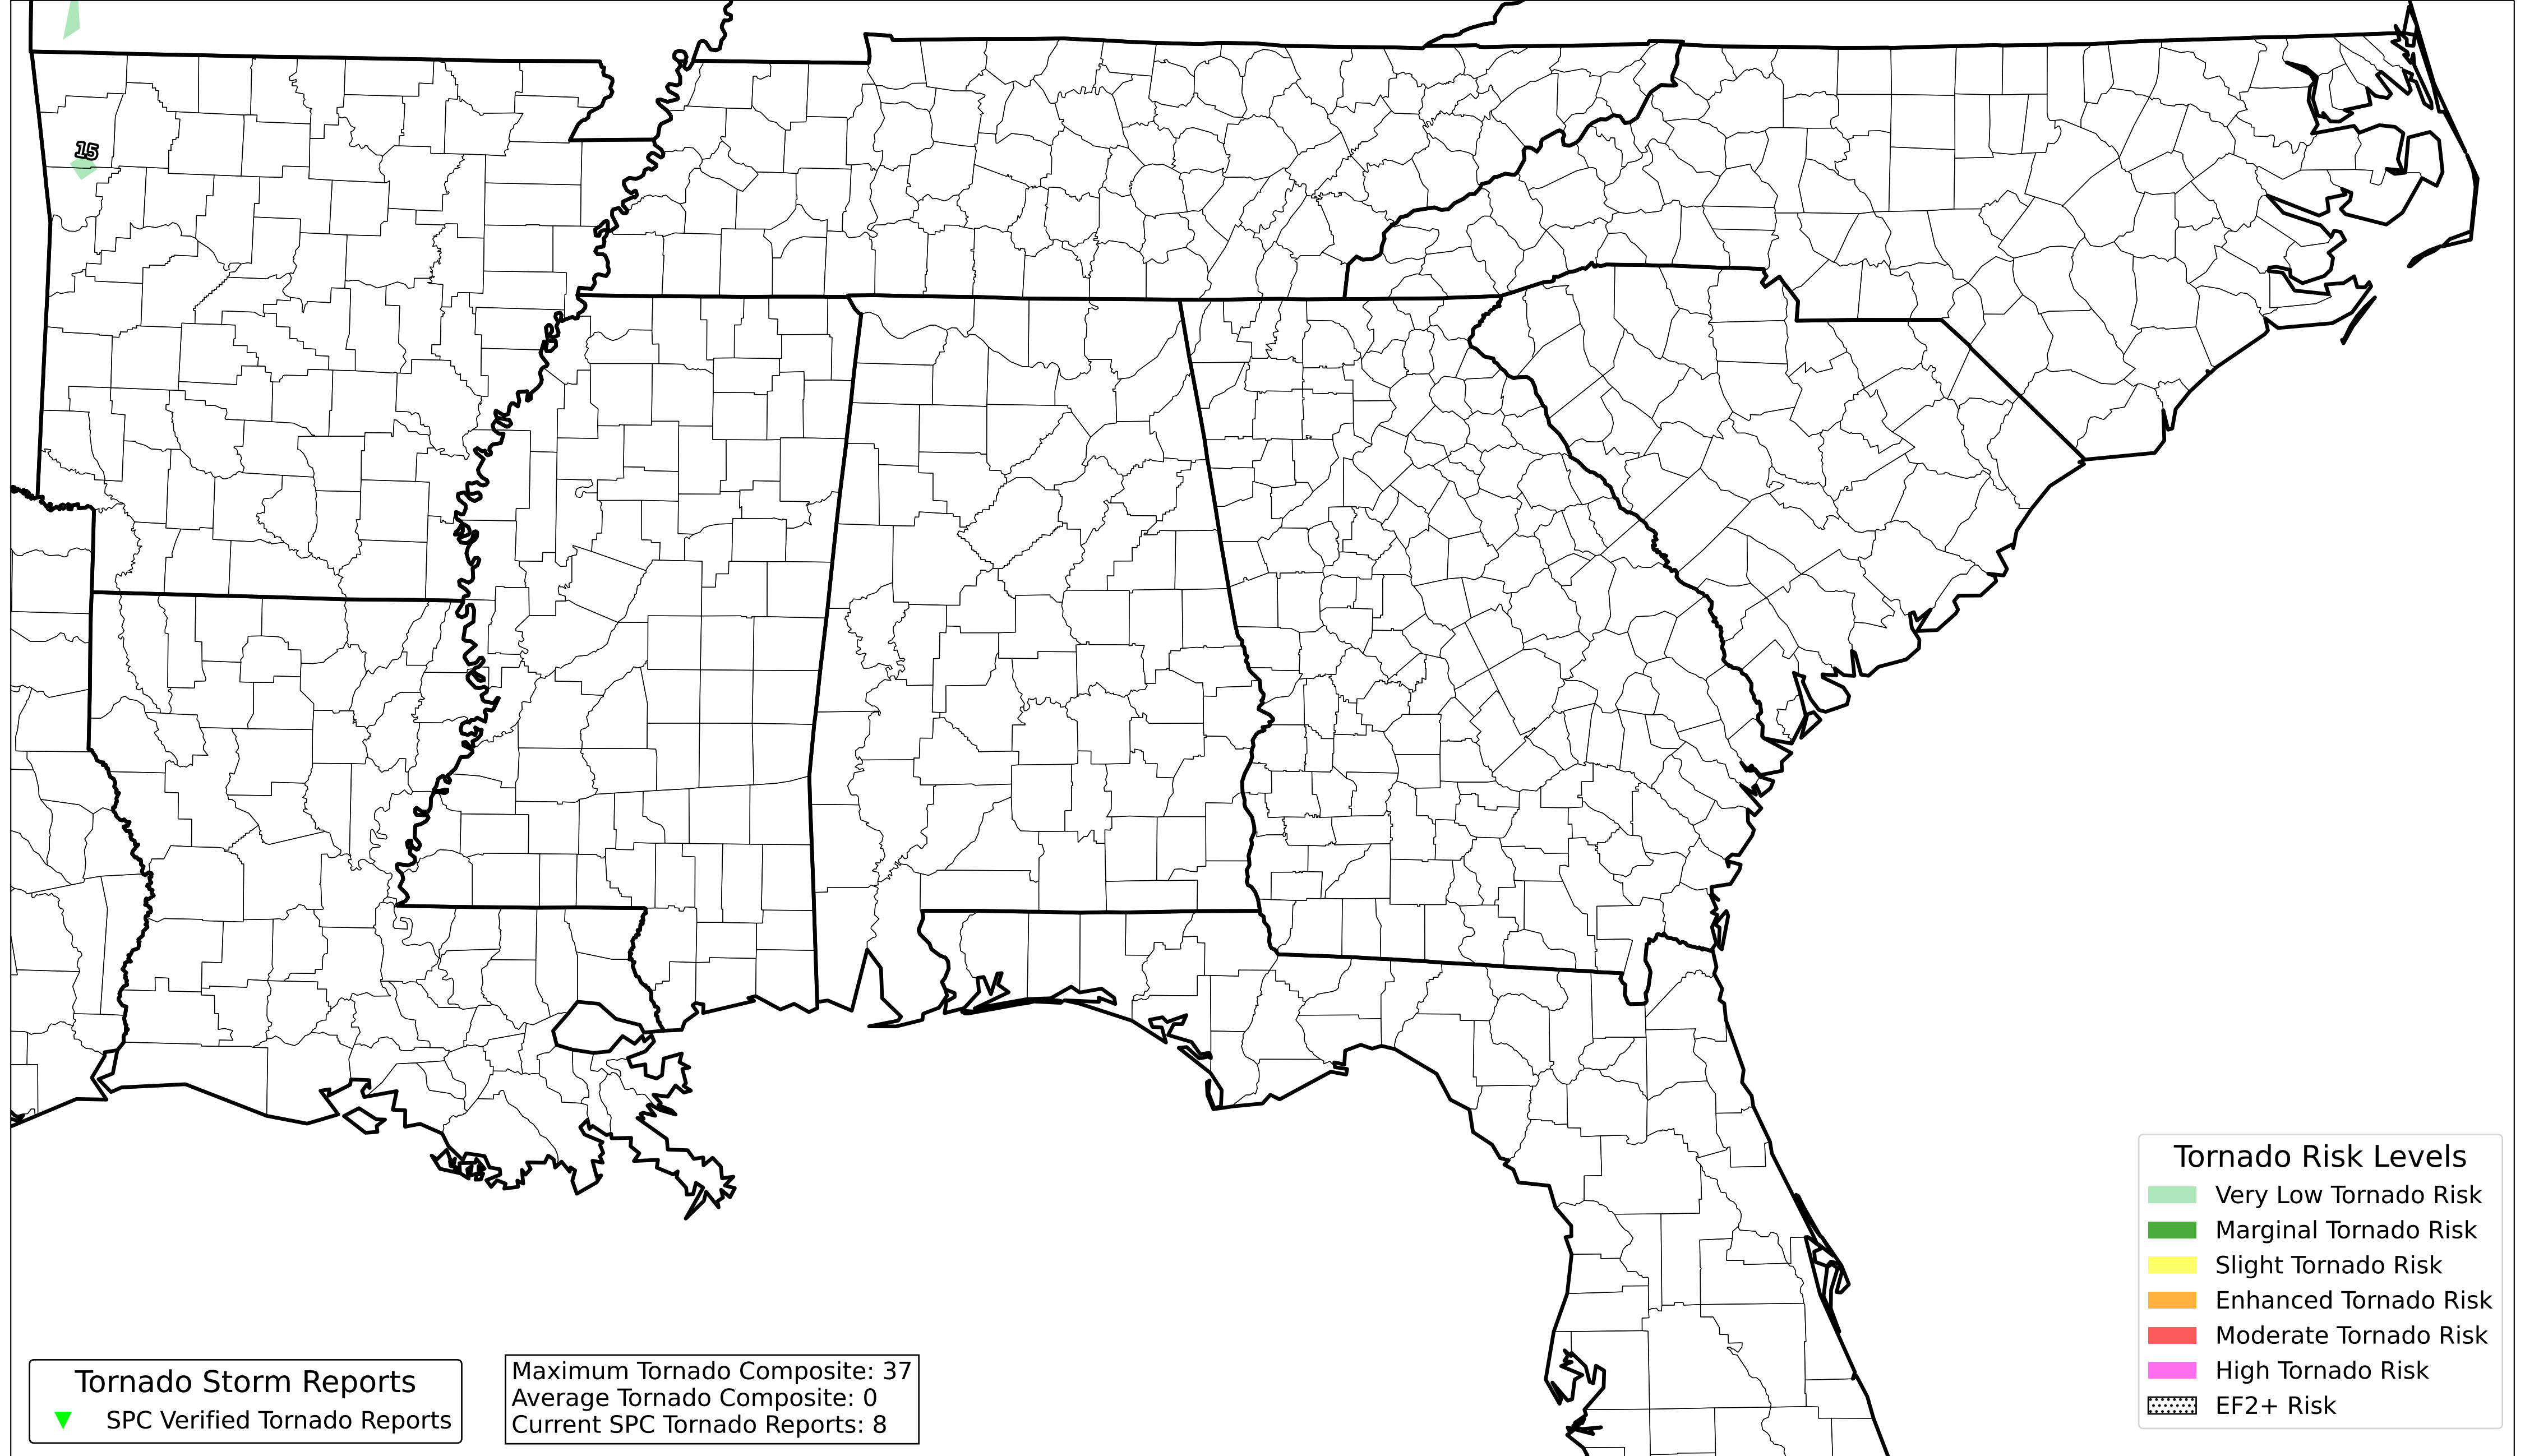 15
Tornado Storm Reports
SPC Verified Tornado Reports
Maximum Tornado Composite: 37
Average Tornado Composite: 0
Current SPC Tornado Reports: 8
Tornado Risk Levels
Very Low Tornado Risk
Marginal Tornado Risk
Slight Tornado Risk
Enhanced Tornado Risk
Moderate Tornado Risk
High Tornado Risk
EF2+ Risk